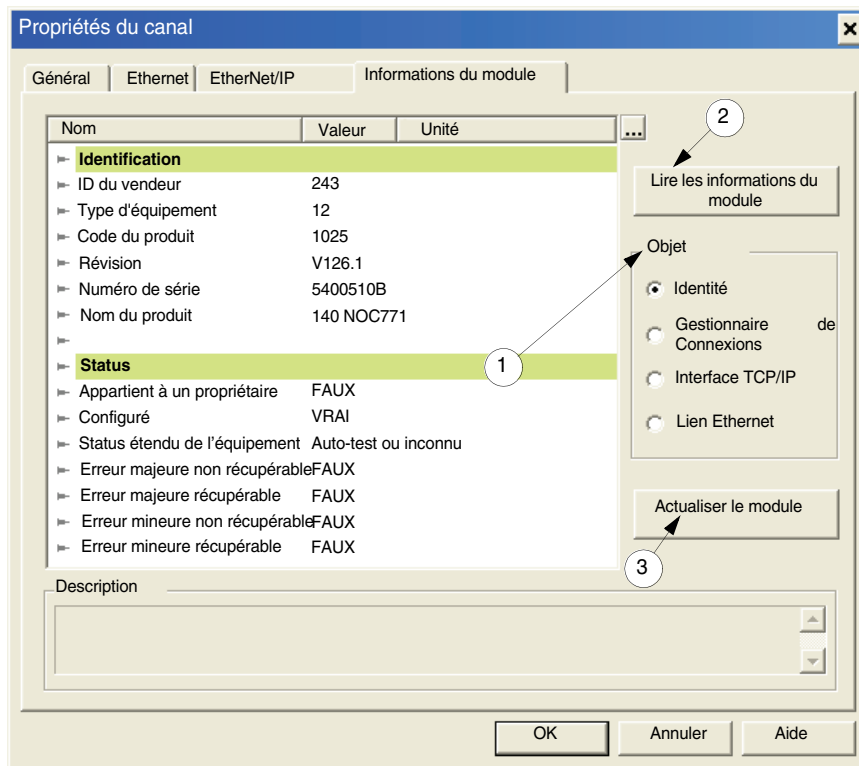 Propriétés du canal
Général Ethernet EtherNet/IP Informations du module
Nom Valeur Unité ...
Identification
ID du vendeur 243
Type d'équipement 12
Code du produit 1025
Révision V126.1
Numéro de série 5400510B
Nom du produit 140 NOC771
Status
Appartient à un propriétaire FAUX
Configuré VRAI
Status étendu de l'équipement Auto-test ou inconnu
Erreur majeure non récupérable FAUX
Erreur majeure récupérable FAUX
Erreur mineure non récupérable FAUX
Erreur mineure récupérable FAUX
2
Lire les informations du
module
Objet
1
Identité
Gestionnaire de
Connexions
Interface TCP/IP
Lien Ethernet
Actualiser le module
3
Description
OK Annuler Aide